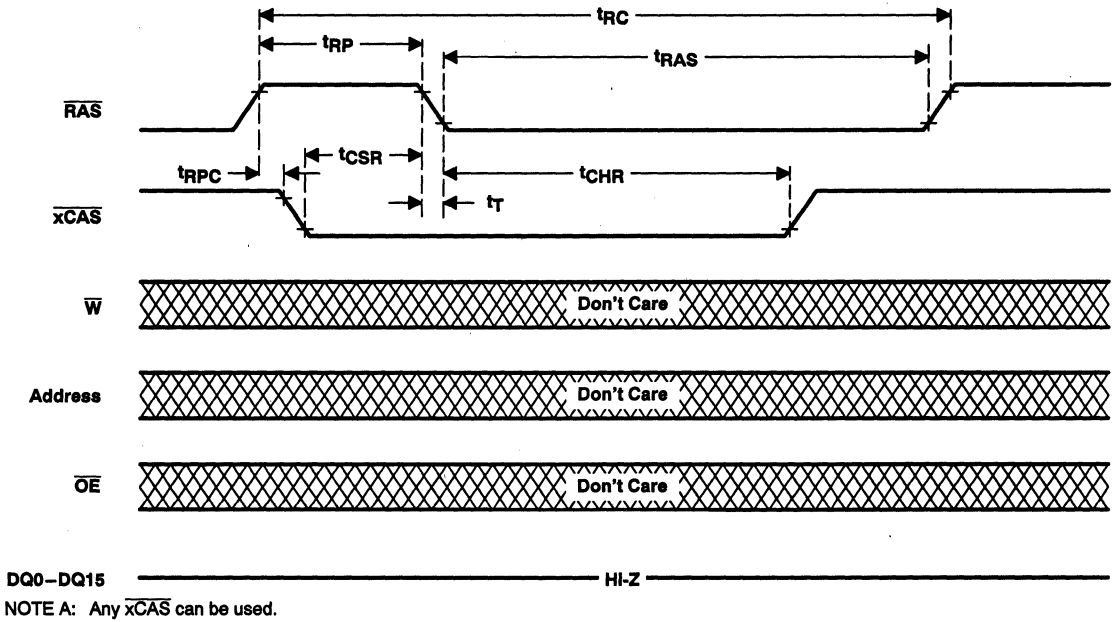 tRC
tRP
tRAS
RAS
tCSR
tRPC
tCHR
xCAS
tT
W
Don't Care
Address
Don't Care
OE
Don't Care
DQ0–DQ15
HI-Z
NOTE A: Any xCAS can be used.